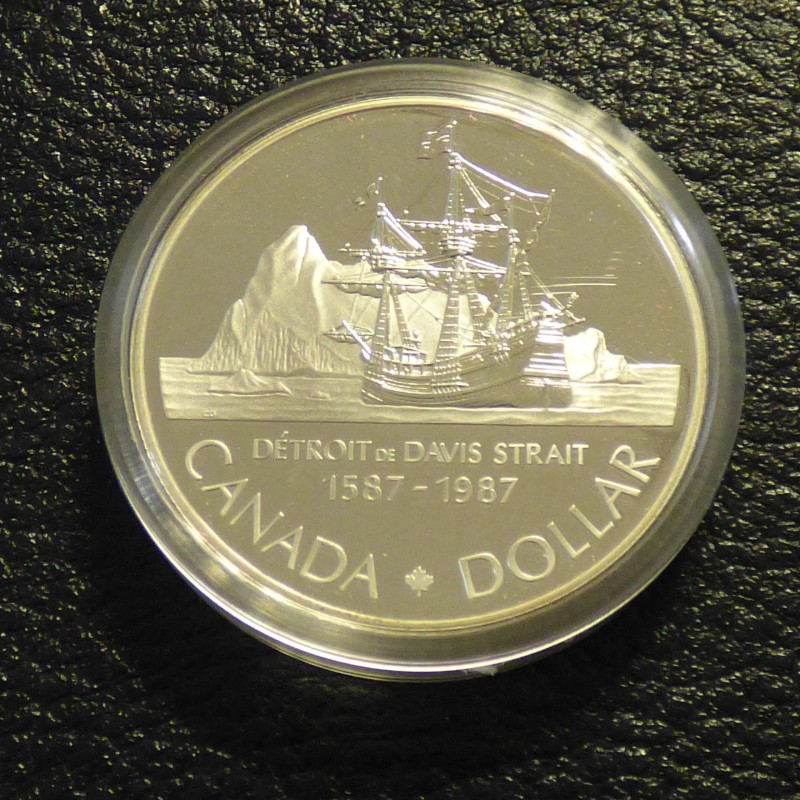 DÉTROIT DE DAVIS STRAIT
1587-1987
CANADA DOLLAR